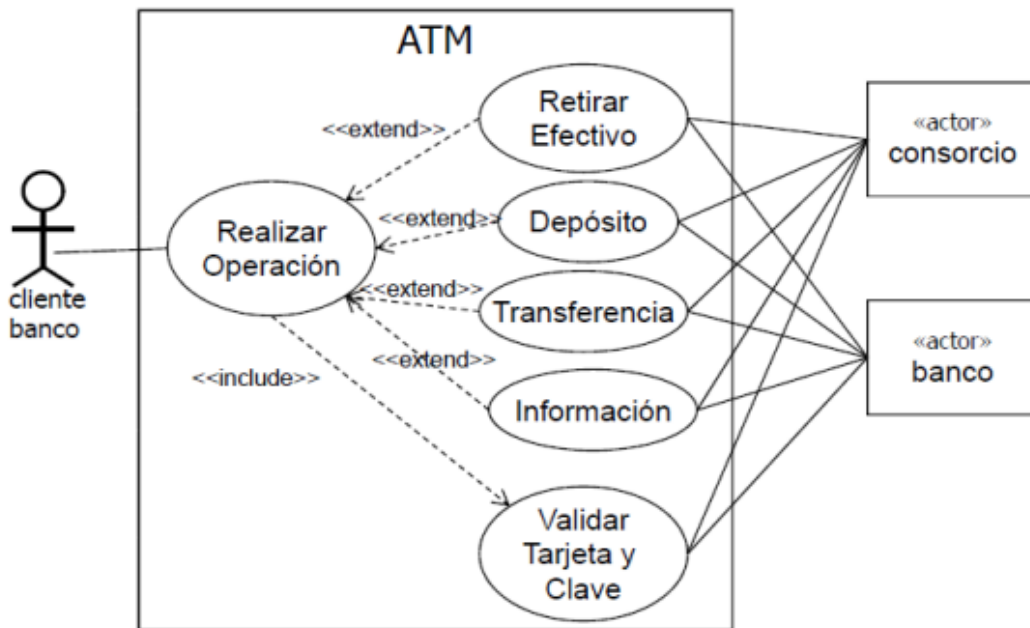 ATM
Retirar
Efectivo
<<extend>>
«actor»
consorcio
Realizar
Operación
<<extend>>
Depósito
cliente
banco
<<extend>>
Transferencia
<<include>>
<<extend>>
Información
«actor»
banco
Validar
Tarjeta y
Clave